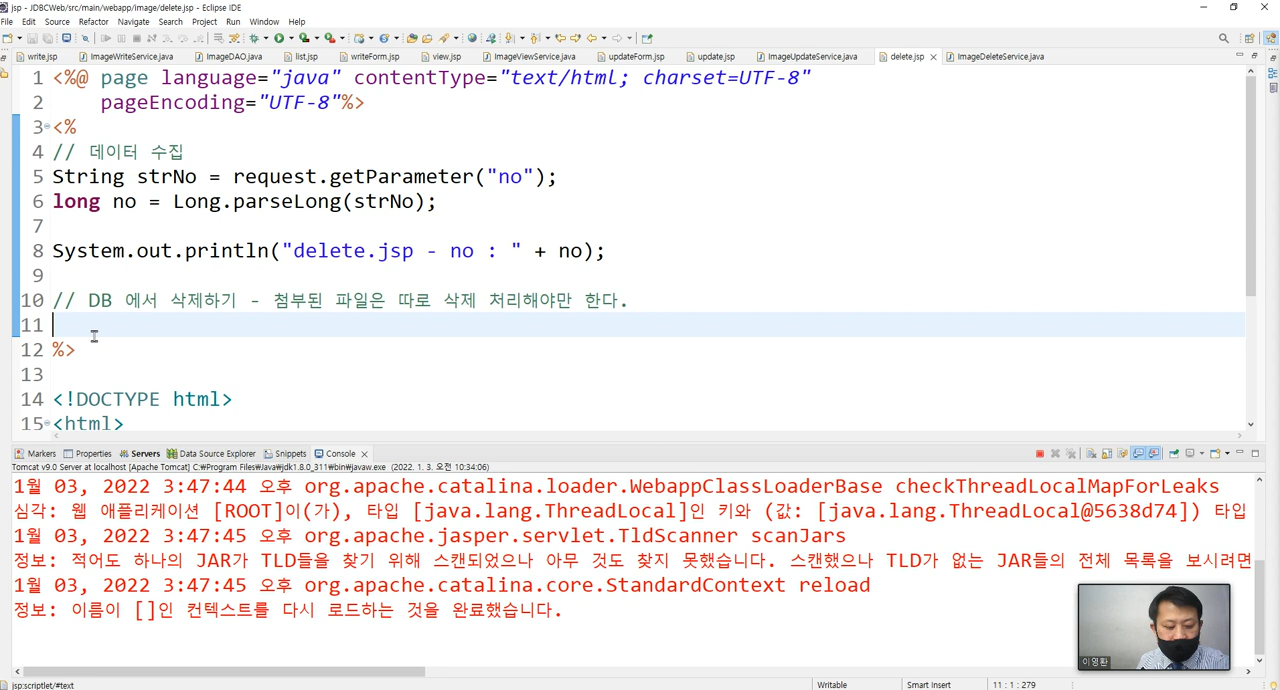 jsp - JDBCWeb/src/main/webapp/image/delete.jsp - Eclipse IDE
File Edit Source Refactor Navigate Search Project Run Window Help
write.jsp ImageWriteService.java ImageDAO.java list.jsp writeForm.jsp view.jsp ImageViewService.java updateForm.jsp update.jsp ImageUpdateService.java delete.jsp ImageDeleteService.java
1 <%@ page language="java" contentType="text/html; charset=UTF-8"
2 pageEncoding="UTF-8"%>
3 <%
4 // 데이터 수집
5 String strNo = request.getParameter("no");
6 long no = Long.parseLong(strNo);
7
8 System.out.println("delete.jsp - no : " + no);
9
10 // DB 에서 삭제하기 - 첨부된 파일은 따로 삭제 처리해야만 한다.
11
12 %>
13
14 <!DOCTYPE html>
15 <html>
Markers Properties Servers Data Source Explorer Snippets Console
Tomcat v9.0 Server at localhost [Apache Tomcat] C:₩Program Files₩Java₩jdk1.8.0_311₩bin₩javaw.exe (2022. 1. 3. 오전 10:34:06)
1월 03, 2022 3:47:44 오후 org.apache.catalina.loader.WebappClassLoaderBase checkThreadLocalMapForLeaks
심각: 웹 애플리케이션 [ROOT]이(가), 타입 [java.lang.ThreadLocal]인 키와 (값: [java.lang.ThreadLocal@5638d74]) 타입
1월 03, 2022 3:47:45 오후 org.apache.jasper.servlet.TldScanner scanJars
정보: 적어도 하나의 JAR가 TLD들을 찾기 위해 스캔되었으나 아무 것도 찾지 못했습니다. 스캔했으나 TLD가 없는 JAR들의 전체 목록을 보시려면
1월 03, 2022 3:47:45 오후 org.apache.catalina.core.StandardContext reload
정보: 이름이 []인 컨텍스트를 다시 로드하는 것을 완료했습니다.
이영환
jsp:scriptlet/#text Writable Smart Insert 11 : 1 : 279